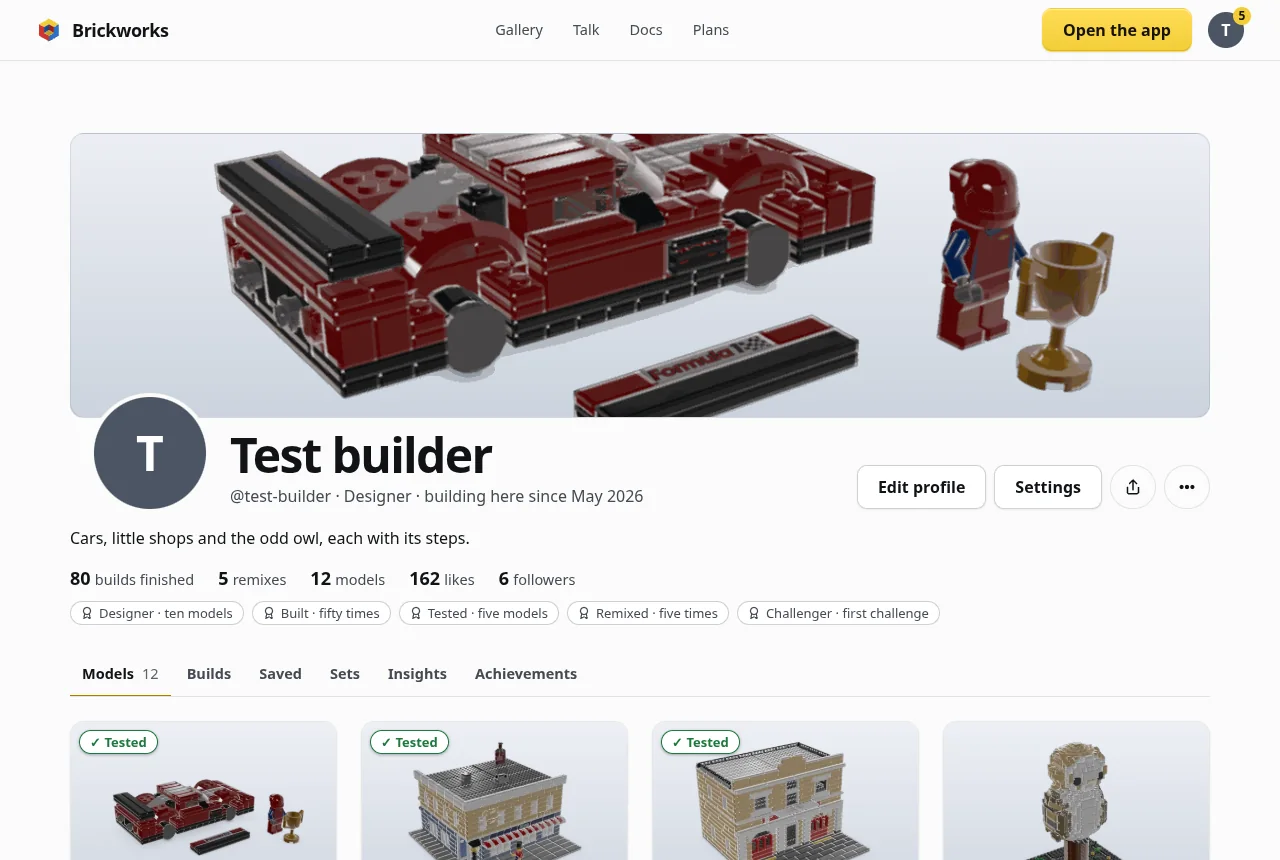 Brickworks
Gallery Talk Docs Plans
Open the app
T
5
Formula 1
T
Test builder
@test-builder · Designer · building here since May 2026
Edit profile
Settings
Cars, little shops and the odd owl, each with its steps.
80 builds finished 5 remixes 12 models 162 likes 6 followers
Designer · ten models Built · fifty times Tested · five models Remixed · five times Challenger · first challenge
Models 12 Builds Saved Sets Insights Achievements
✓ Tested ✓ Tested ✓ Tested